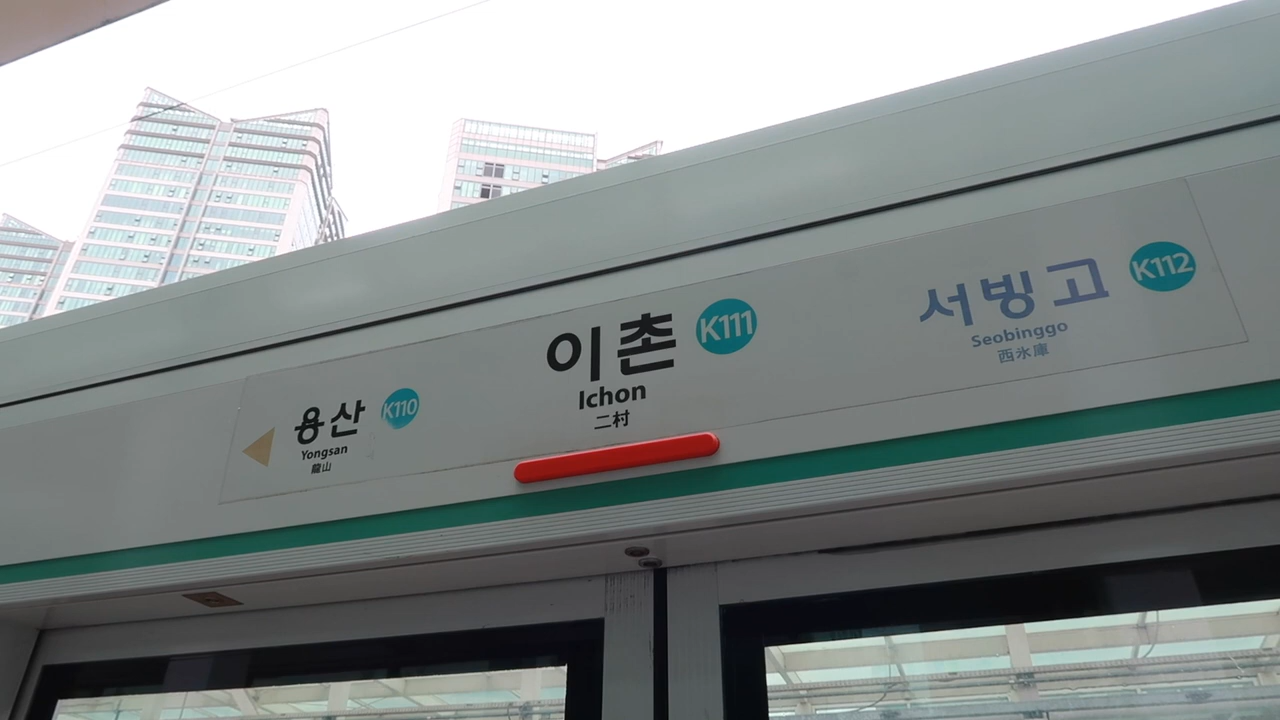 용산 K110
Yongsan
龍山
이촌 K111
Ichon
二村
서빙고 K112
Seobinggo
西氷庫